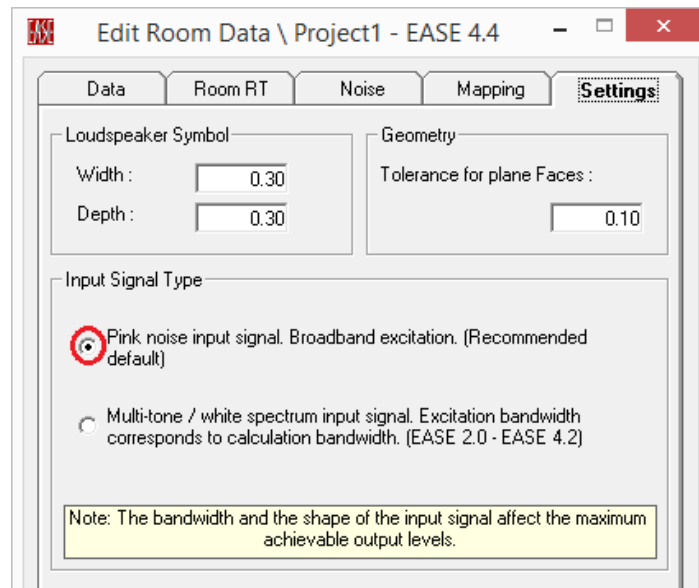 EASE
Edit Room Data \ Project1 - EASE 4.4
Data
Room RT
Noise
Mapping
Settings
Loudspeaker Symbol
Width :
0.30
Depth :
0.30
Geometry
Tolerance for plane Faces :
0.10
Input Signal Type
Pink noise input signal. Broadband excitation. (Recommended
default)
Multi-tone / white spectrum input signal. Excitation bandwidth
corresponds to calculation bandwidth. (EASE 2.0 - EASE 4.2)
Note: The bandwidth and the shape of the input signal affect the maximum
achievable output levels.